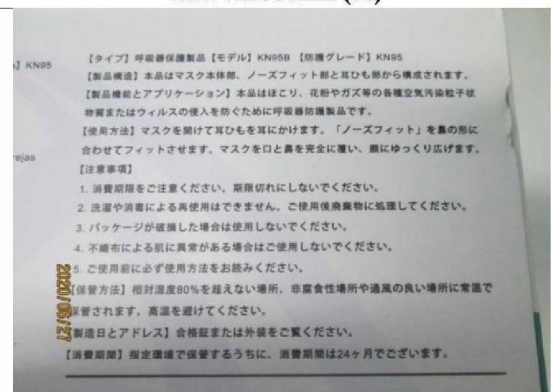 KN95
【タイプ】呼吸器保護製品【モデル】KN95B 【防護グレード】KN95
【製品構造】本品はマスク本体部、ノーズフィット部と耳ひも部から構成されます。
【製品機能とアプリケーション】本品はほこり、花粉やガズ等の各種空気汚染粒子状
物質またはウィルスの侵入を防ぐために呼吸器防護製品です。
【使用方法】マスクを開けて耳ひもを耳にかけます。「ノーズフィット」を鼻の形に
合わせてフィットさせます。マスクを口と鼻を完全に覆い、顔にゆっくり広げます。
rejas
【注意事項】
1. 消費期限をご注意ください。期限切れにしないでください。
2. 洗濯や消毒による再使用はできません。ご使用後廃棄物に処理してください。
3. パッケージが破損した場合は使用しないでください。
4. 不織布による肌に異常がある場合はご使用しないでください。
5. ご使用前に必ず使用方法をお読みください。
【保管方法】相対湿度80%を超えない場所、非腐食性場所や通風の良い場所に常温で
保管されます。高温を避けてください。
【製造日とアドレス】合格証または外装をご覧ください。
【消費期間】指定環境で保管するうちに、消費期間は24ヶ月でございます。
2020/06/27